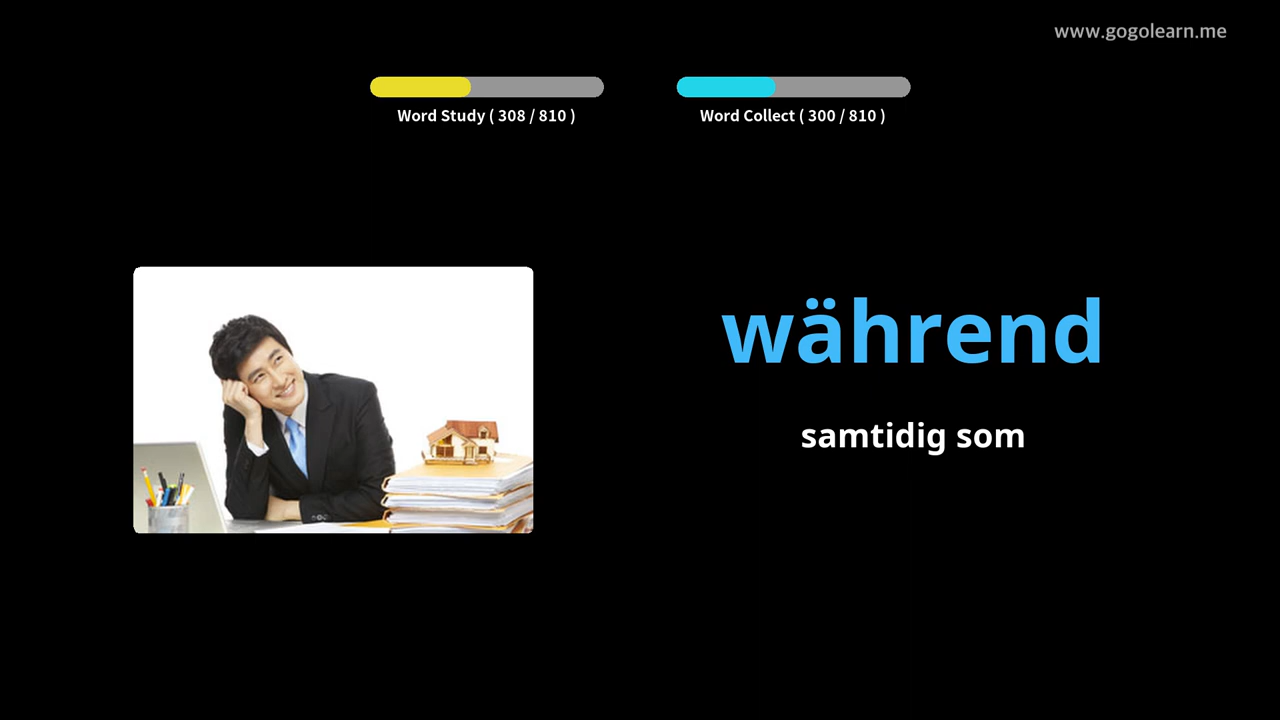 www.gogolearn.me
Word Study ( 308 / 810 )
Word Collect ( 300 / 810 )
während
samtidig som